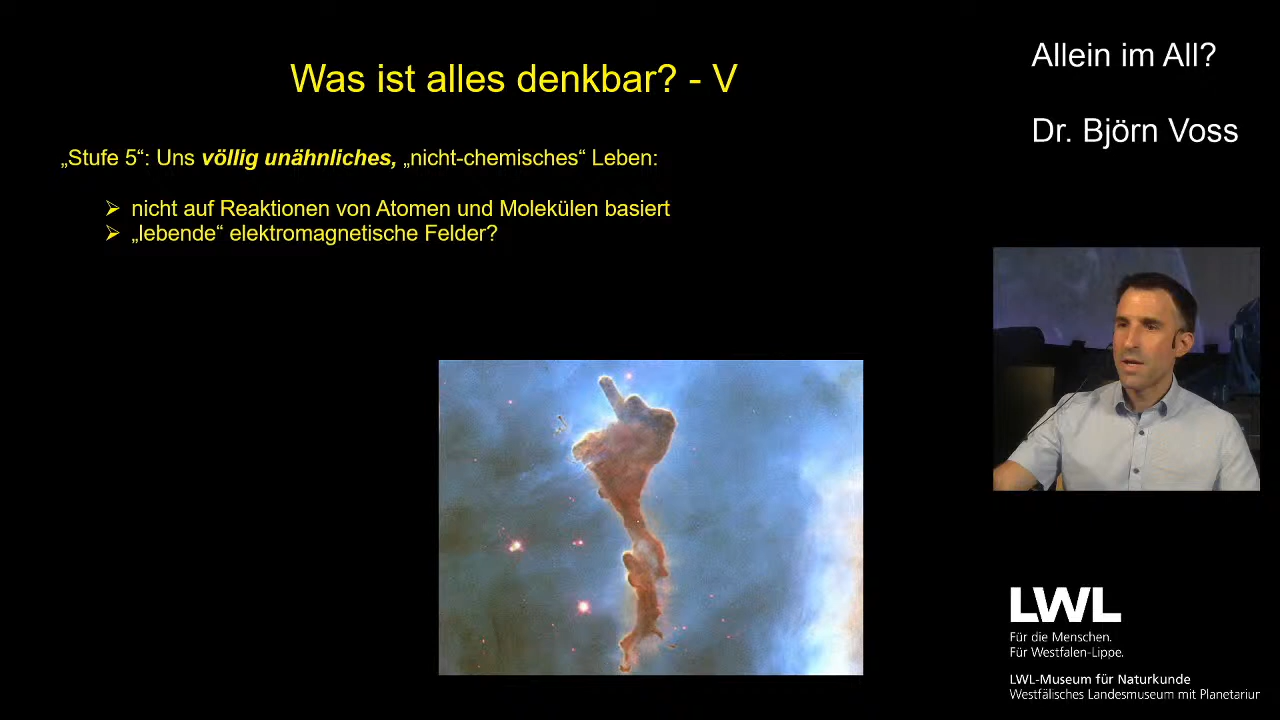 Was ist alles denkbar? - V
„Stufe 5“: Uns völlig unähnliches, „nicht-chemisches“ Leben:
nicht auf Reaktionen von Atomen und Molekülen basiert
„lebende“ elektromagnetische Felder?
Allein im All?
Dr. Björn Voss
LWL
Für die Menschen.
Für Westfalen-Lippe.
LWL-Museum für Naturkunde
Westfälisches Landesmuseum mit Planetarium